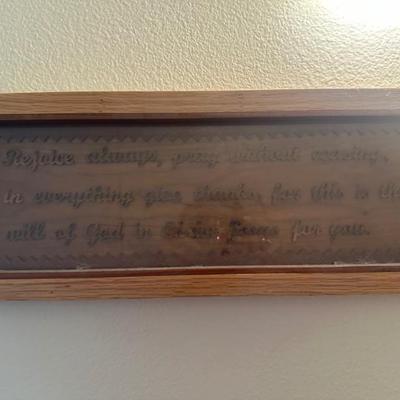 Rejoice always, pray without ceasing,
in everything give thanks, for this is the
will of God in Christ Jesus for you.